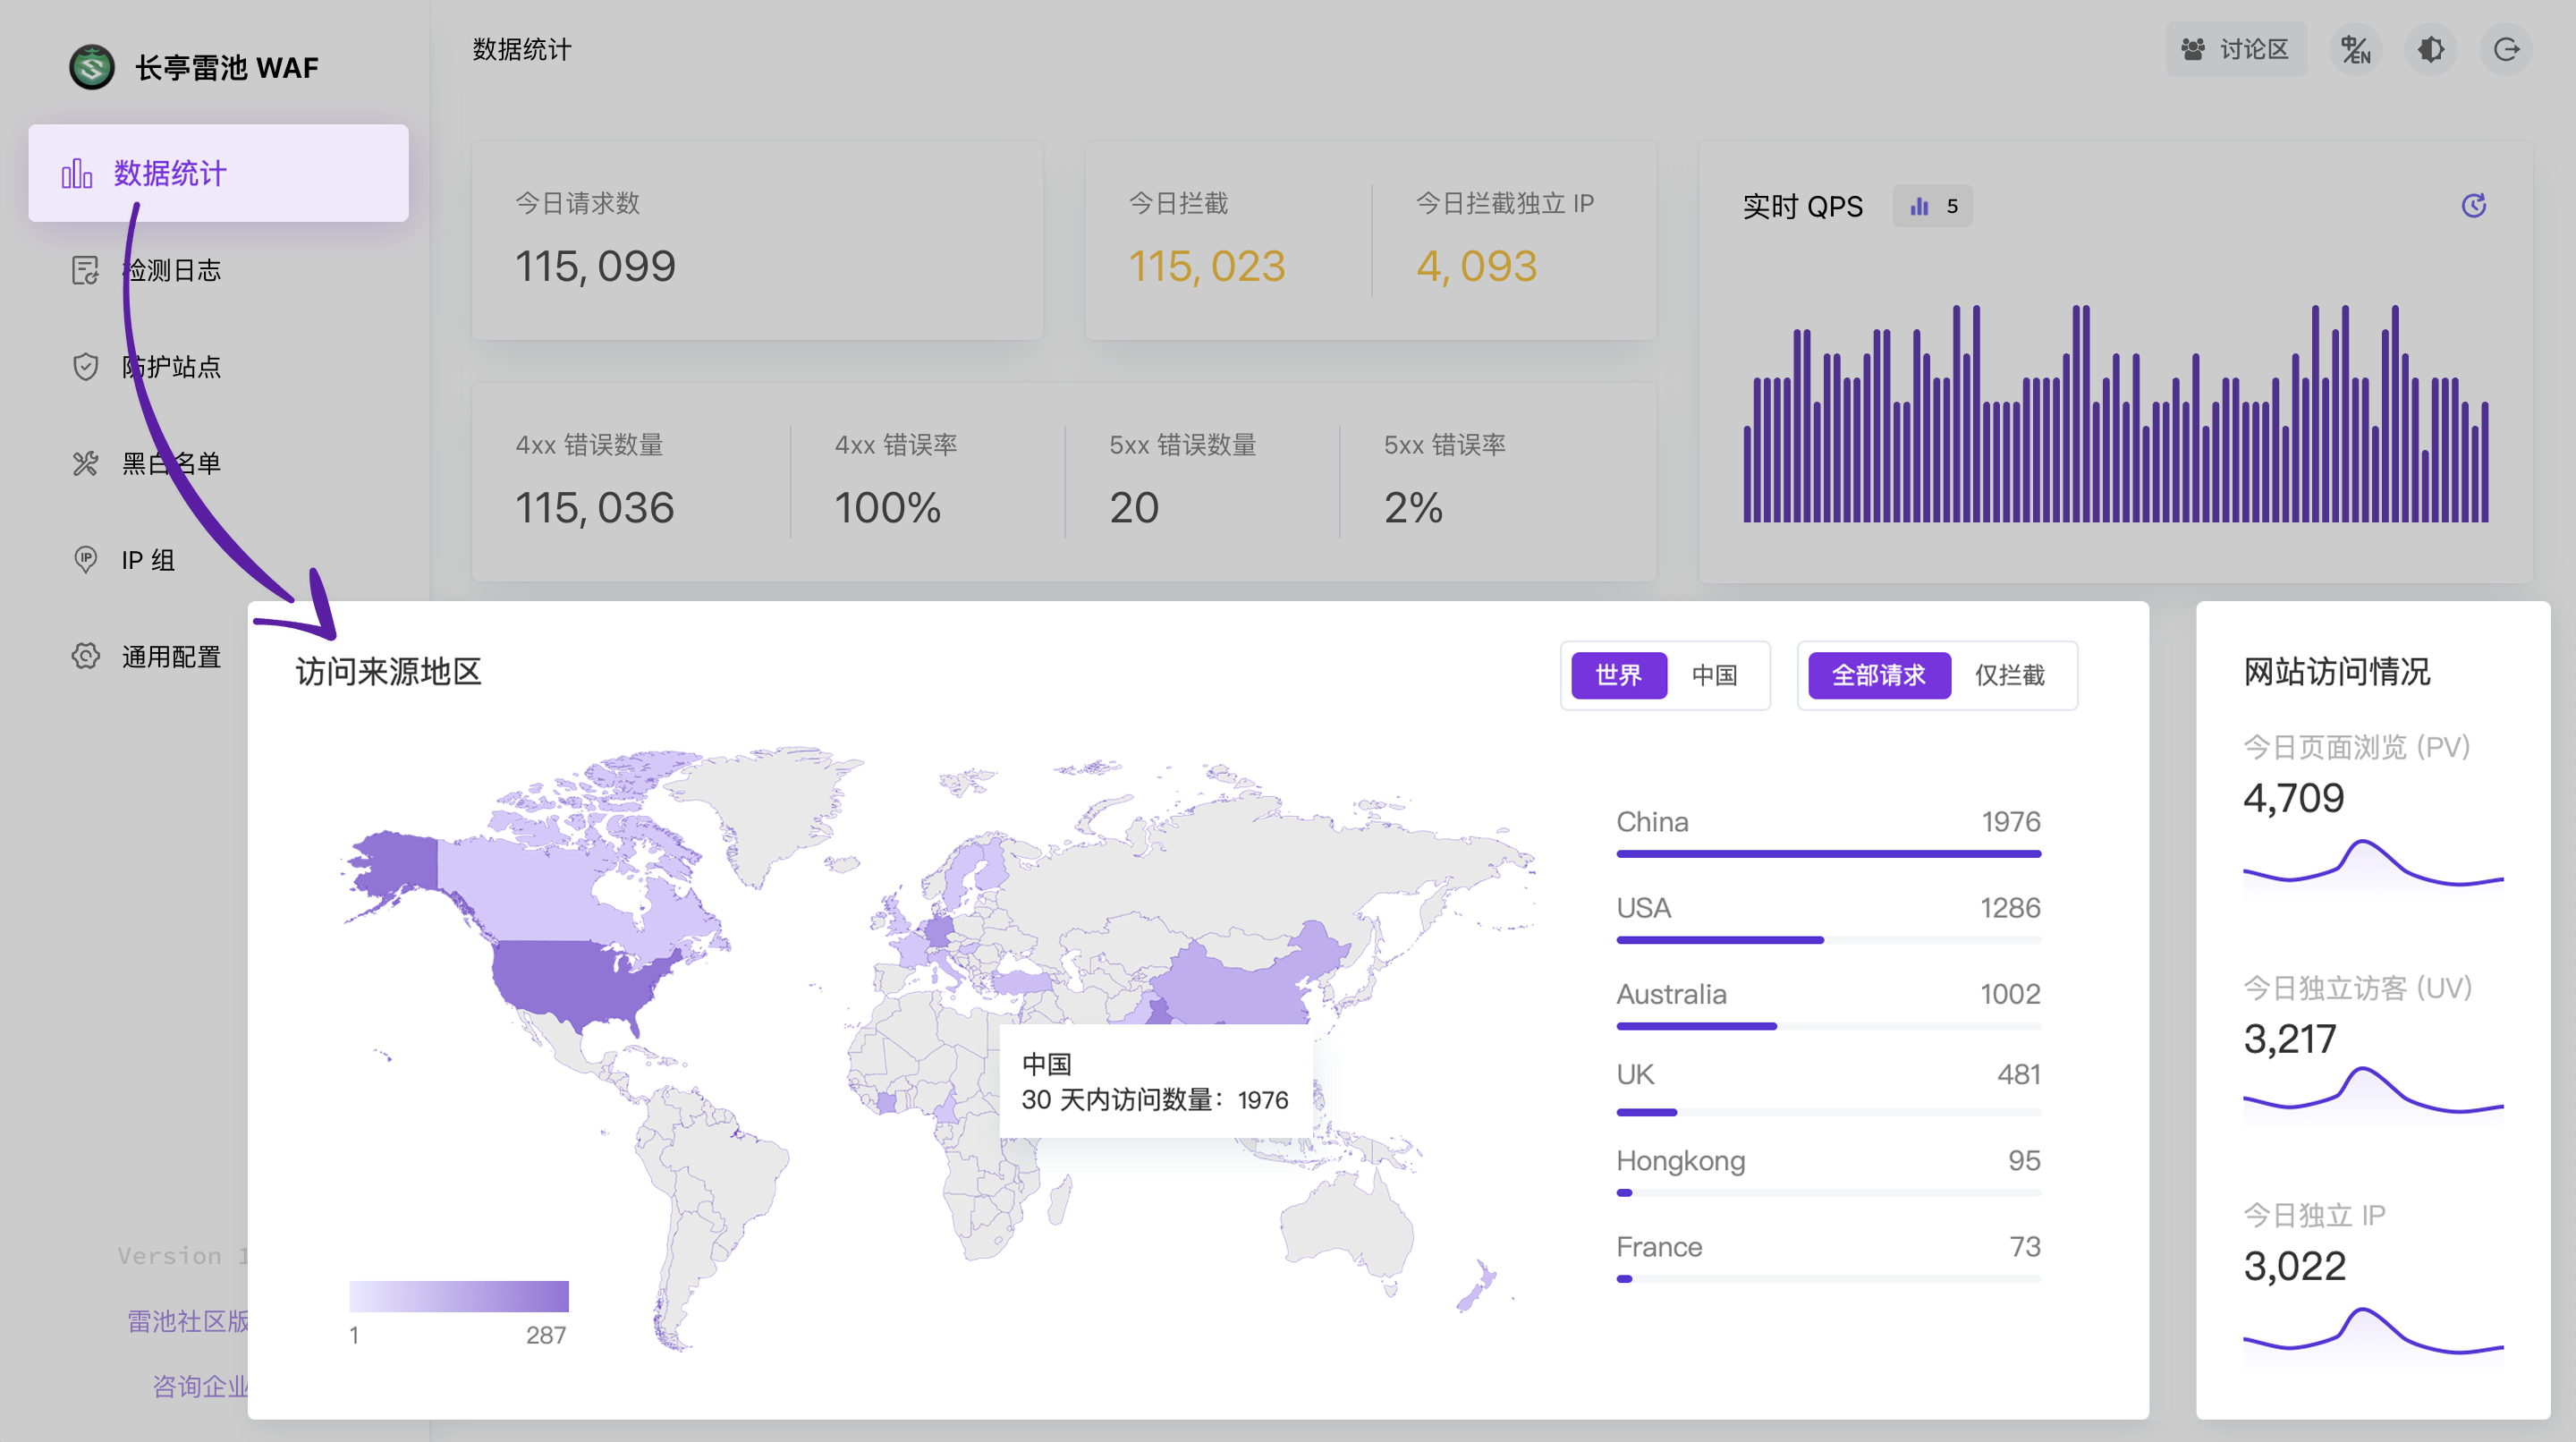 长亭雷池 WAF
数据统计
检测日志
防护站点
黑白名单
IP 组
通用配置
Version 1
雷池社区版
咨询企业
数据统计
讨论区
中/EN
今日请求数
115,099
今日拦截
115,023
今日拦截独立 IP
4,093
实时 QPS
5
4xx 错误数量
115,036
4xx 错误率
100%
5xx 错误数量
20
5xx 错误率
2%
访问来源地区
世界 中国
全部请求 仅拦截
中国
30 天内访问数量：1976
1 287
China 1976
USA 1286
Australia 1002
UK 481
Hongkong 95
France 73
网站访问情况
今日页面浏览 (PV)
4,709
今日独立访客 (UV)
3,217
今日独立 IP
3,022